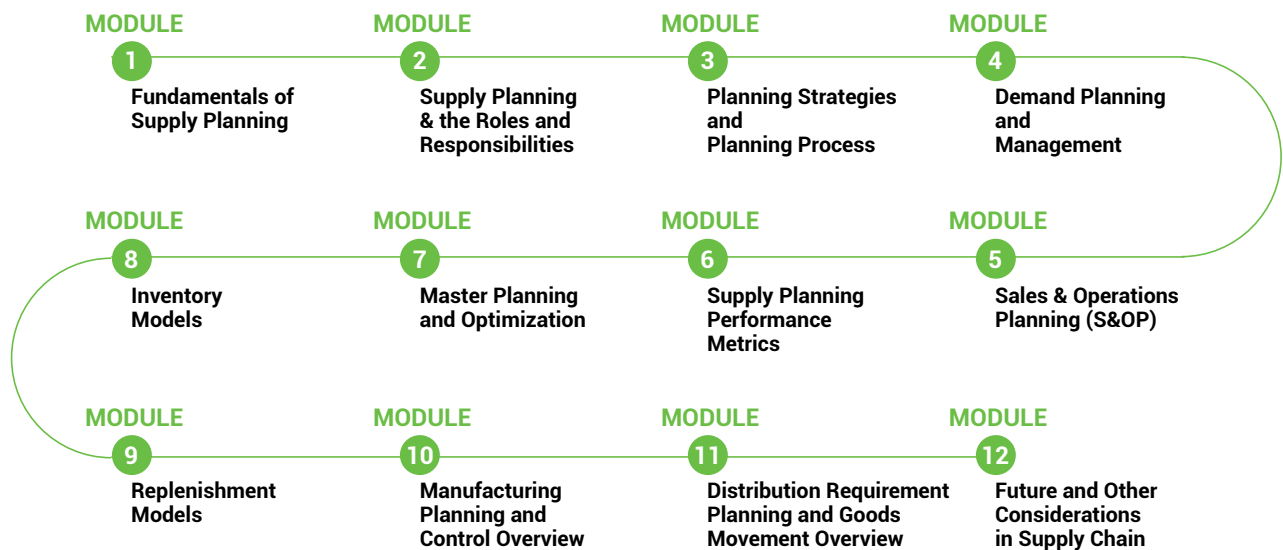 MODULE
1
Fundamentals of
Supply Planning
MODULE
2
Supply Planning
& the Roles and
Responsibilities
MODULE
3
Planning Strategies
and
Planning Process
MODULE
4
Demand Planning
and
Management
MODULE
5
Sales & Operations
Planning (S&OP)
MODULE
6
Supply Planning
Performance
Metrics
MODULE
7
Master Planning
and Optimization
MODULE
8
Inventory
Models
MODULE
9
Replenishment
Models
MODULE
10
Manufacturing
Planning and
Control Overview
MODULE
11
Distribution Requirement
Planning and Goods
Movement Overview
MODULE
12
Future and Other
Considerations
in Supply Chain